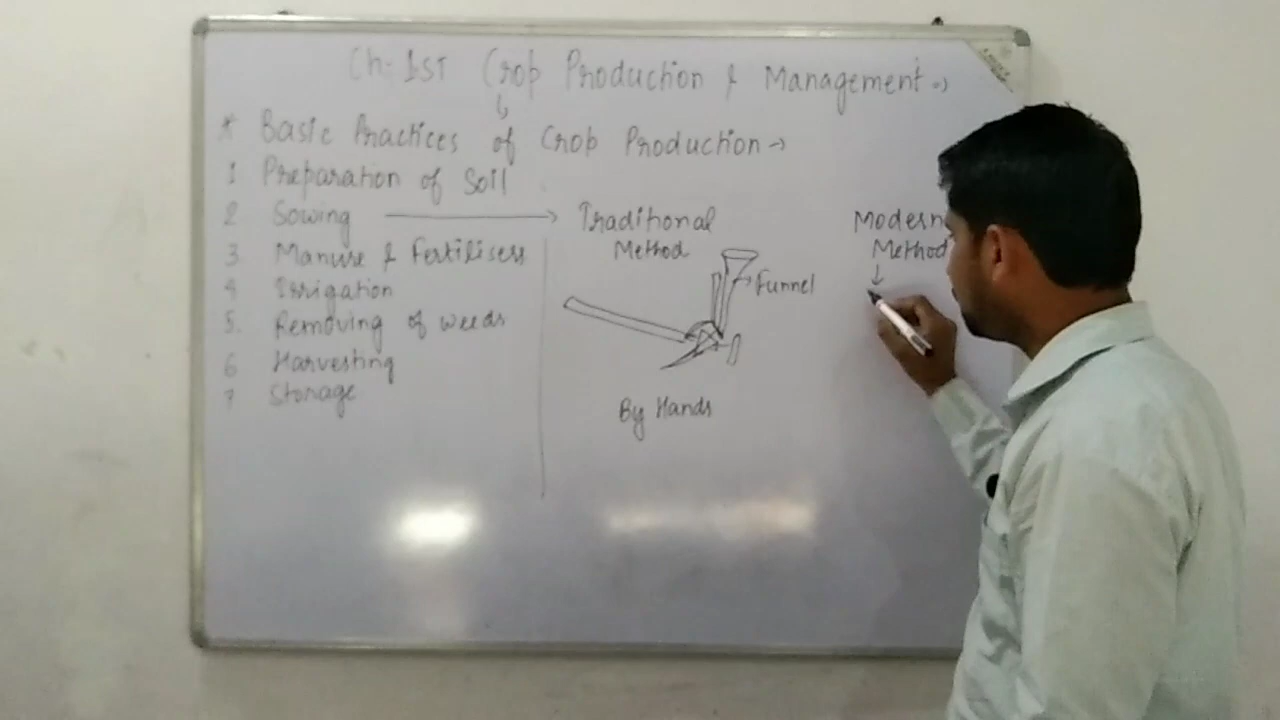 Ch-1st Crop Production & Management →
* Basic Practices of Crop Production →
1 Preparation of Soil
2 Sowing → Traditional Method
3 Manure & Fertilisers
4 Irrigation
5. Removing of weeds
6 Harvesting
7 Storage
Funnel
By Hands
Modern
Method